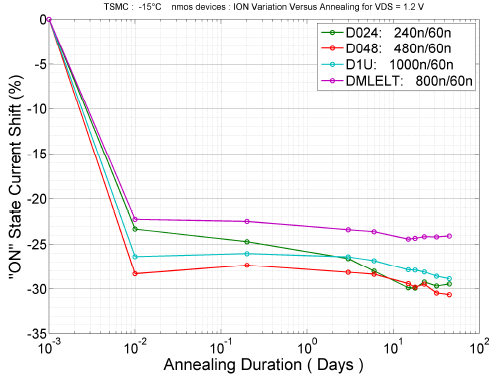 TSMC : -15°C nmos devices : ION Variation Versus Annealing for VDS = 1.2 V
D024: 240n/60n
D048: 480n/60n
D1U: 1000n/60n
DMLELT: 800n/60n
"ON" State Current Shift (%)
0
-5
-10
-15
-20
-25
-30
-35
10^-3
10^-2
10^-1
10^0
10^1
10^2
Annealing Duration ( Days )